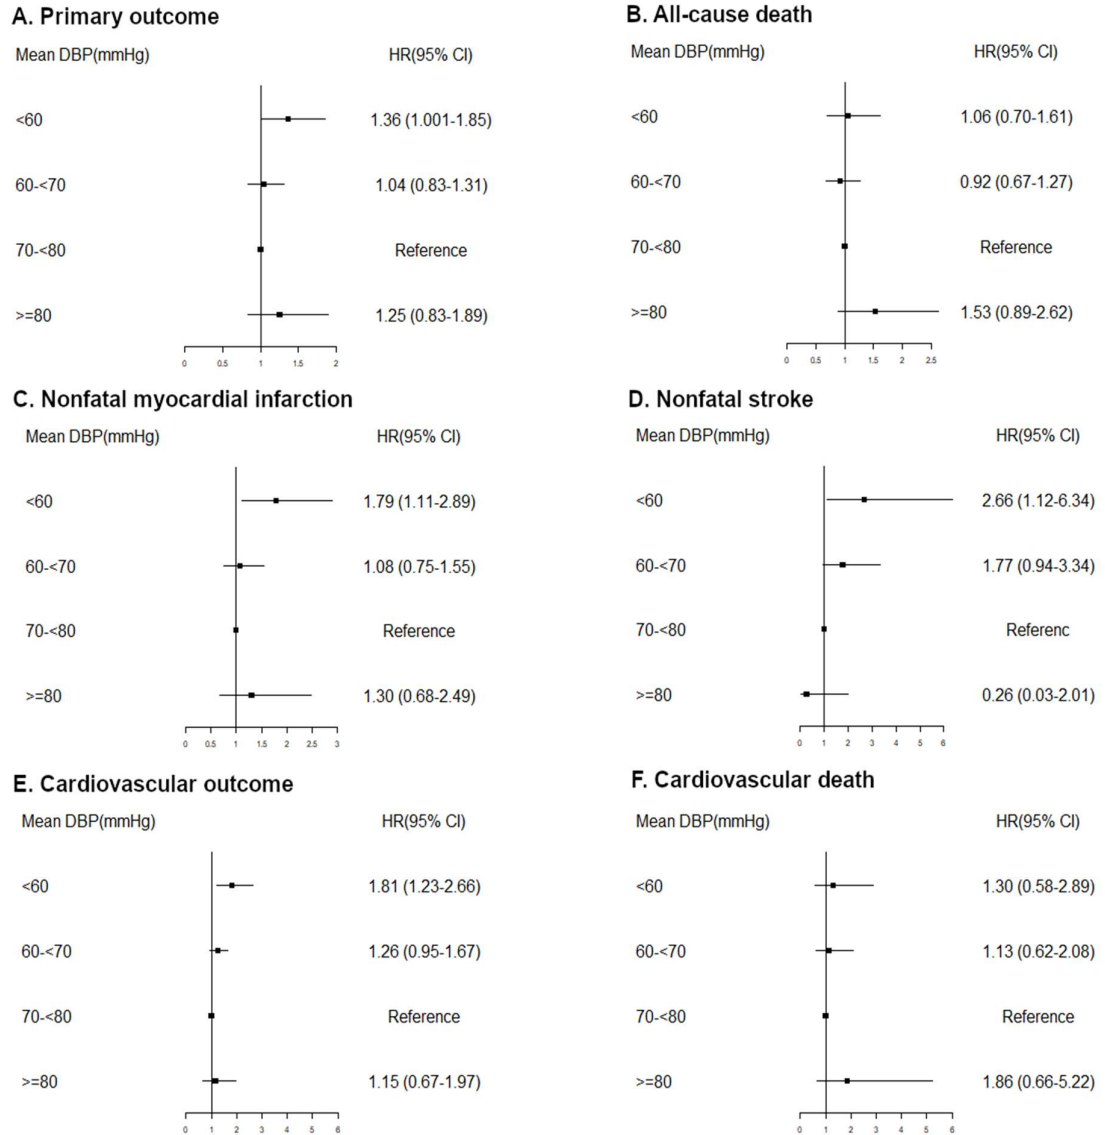 A. Primary outcome
Mean DBP(mmHg) HR(95% CI)
<60 1.36 (1.001-1.85)
60-<70 1.04 (0.83-1.31)
70-<80 Reference
>=80 1.25 (0.83-1.89)
0 0.5 1 1.5 2
B. All-cause death
Mean DBP(mmHg) HR(95% CI)
<60 1.06 (0.70-1.61)
60-<70 0.92 (0.67-1.27)
70-<80 Reference
>=80 1.53 (0.89-2.62)
0 0.5 1 1.5 2 2.5
C. Nonfatal myocardial infarction
Mean DBP(mmHg) HR(95% CI)
<60 1.79 (1.11-2.89)
60-<70 1.08 (0.75-1.55)
70-<80 Reference
>=80 1.30 (0.68-2.49)
0 0.5 1 1.5 2 2.5 3
D. Nonfatal stroke
Mean DBP(mmHg) HR(95% CI)
<60 2.66 (1.12-6.34)
60-<70 1.77 (0.94-3.34)
70-<80 Referenc
>=80 0.26 (0.03-2.01)
0 1 2 3 4 5 6
E. Cardiovascular outcome
Mean DBP(mmHg) HR(95% CI)
<60 1.81 (1.23-2.66)
60-<70 1.26 (0.95-1.67)
70-<80 Reference
>=80 1.15 (0.67-1.97)
0 1 2 3 4 5 6
F. Cardiovascular death
Mean DBP(mmHg) HR(95% CI)
<60 1.30 (0.58-2.89)
60-<70 1.13 (0.62-2.08)
70-<80 Reference
>=80 1.86 (0.66-5.22)
0 1 2 3 4 5 6